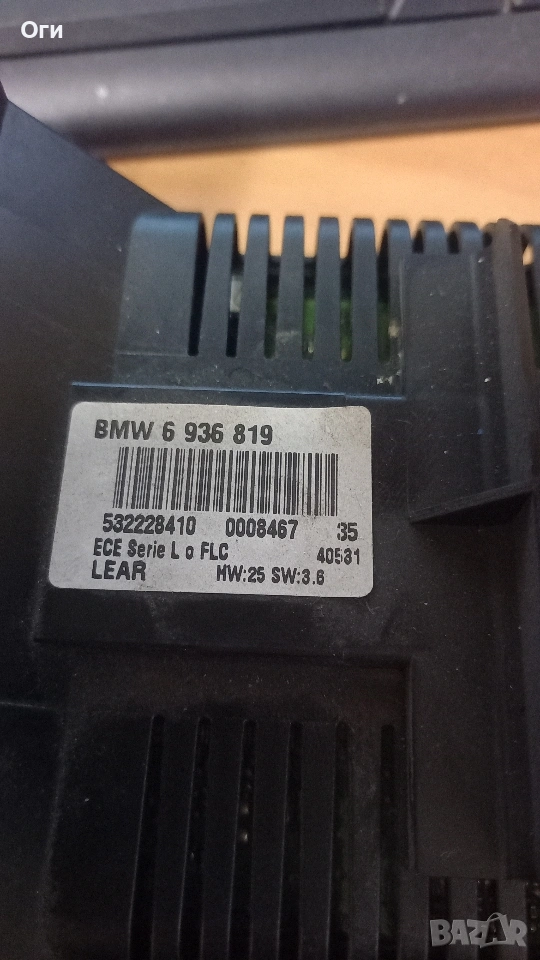 Оги
BMW 6 936 819
532228410 0008467 35
ECE Serie L o FLC 40531
LEAR HW:25 SW:3.6
BAZAR